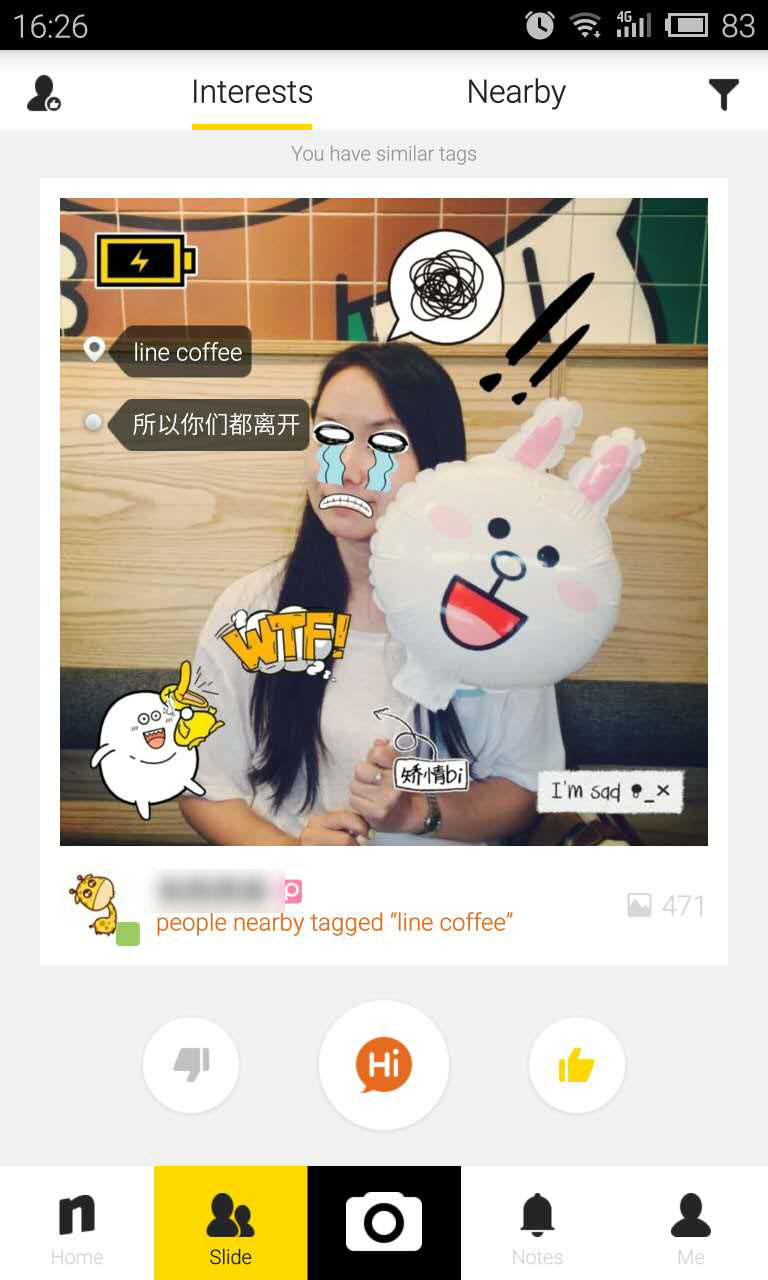 16:26
4G
83
Interests
Nearby
You have similar tags
line coffee
所以你们都离开
WTF!
矫情bi
I'm sad
people nearby tagged “line coffee”
471
Hi
n
Home
Slide
Notes
Me